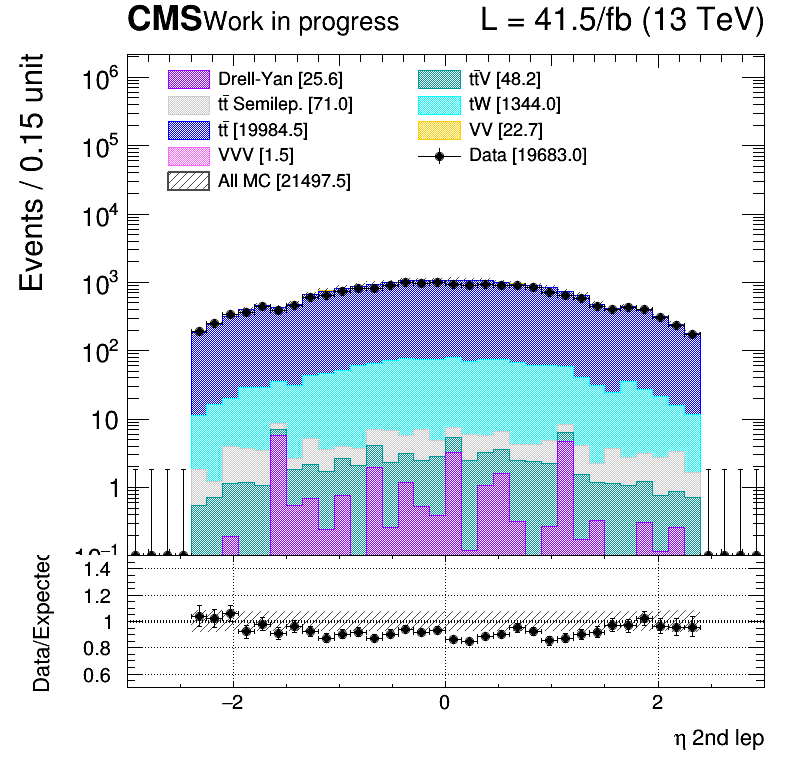 CMS Work in progress L = 41.5/fb (13 TeV)
Events / 0.15 unit
Drell-Yan [25.6]
tt̄V [48.2]
tt̄ Semilep. [71.0]
tW [1344.0]
tt̄ [19984.5]
VV [22.7]
VVV [1.5]
Data [19683.0]
All MC [21497.5]
10⁶
10⁵
10⁴
10³
10²
10
1
10⁻¹
Data/Expected
1.4
1.2
1
0.8
0.6
−2 0 2
η 2nd lep